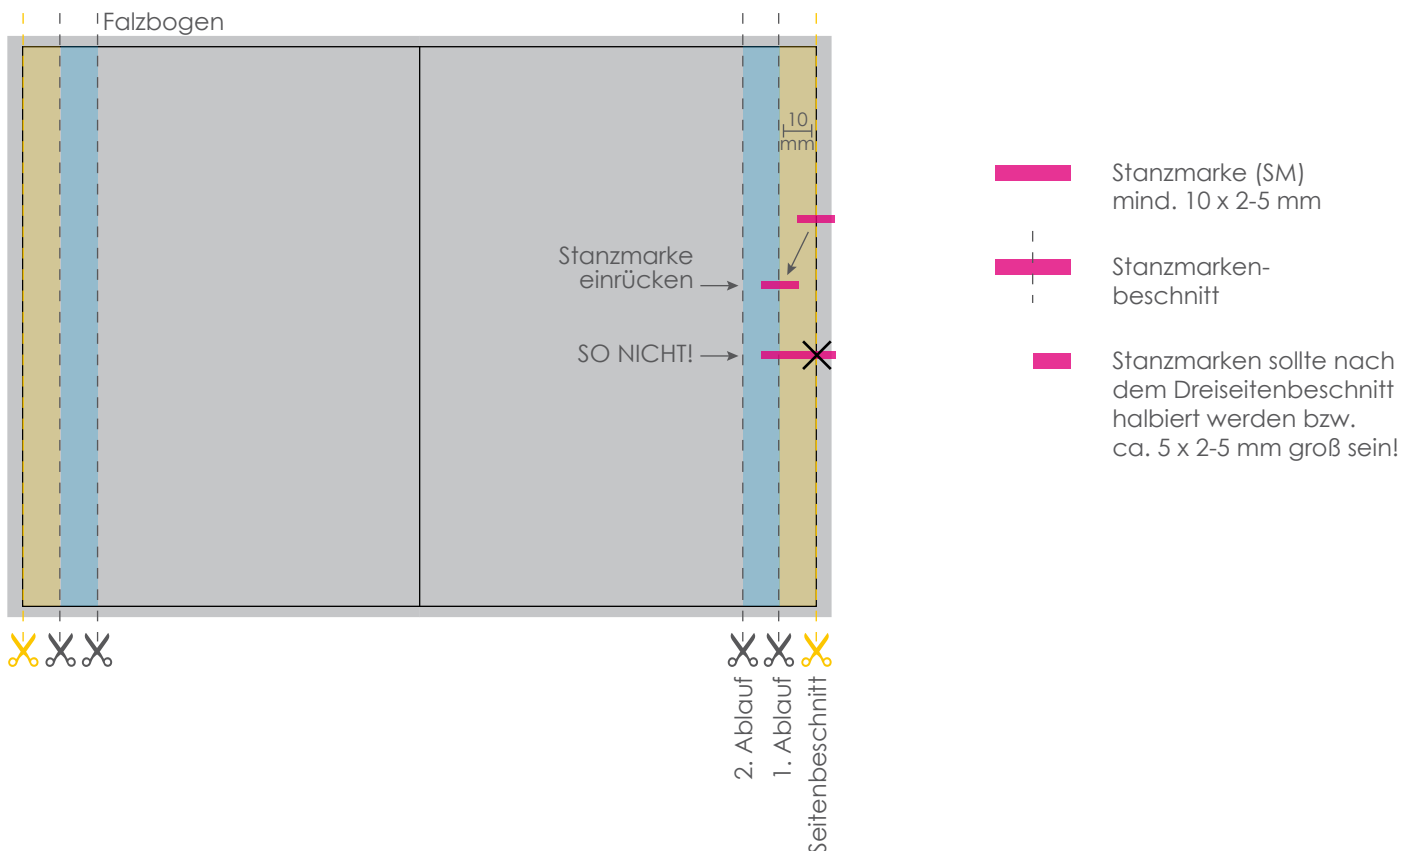 Falzbogen
10
mm
Stanzmarke
einrücken
SO NICHT!
2. Ablauf
1. Ablauf
Seitenbeschnitt
Stanzmarke (SM)
mind. 10 x 2-5 mm
Stanzmarken-
beschnitt
Stanzmarken sollte nach
dem Dreiseitenbeschnitt
halbiert werden bzw.
ca. 5 x 2-5 mm groß sein!